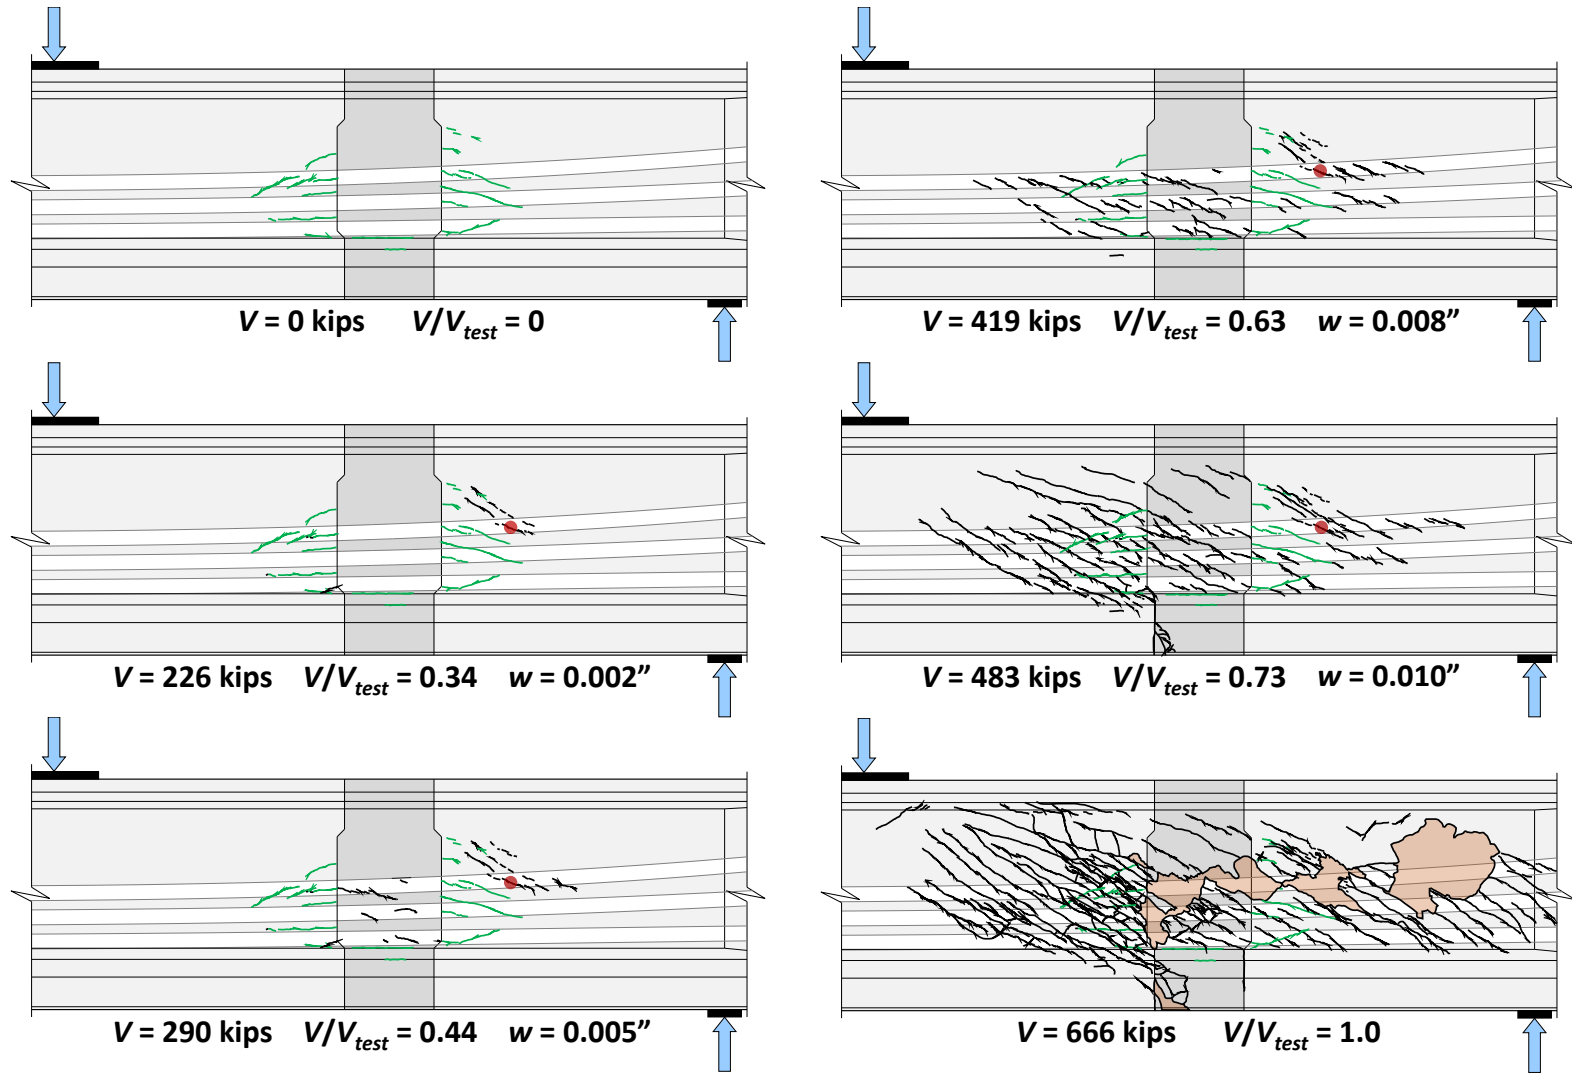 V = 0 kips V/Vtest = 0
V = 419 kips V/Vtest = 0.63 w = 0.008”
V = 226 kips V/Vtest = 0.34 w = 0.002”
V = 483 kips V/Vtest = 0.73 w = 0.010”
V = 290 kips V/Vtest = 0.44 w = 0.005”
V = 666 kips V/Vtest = 1.0